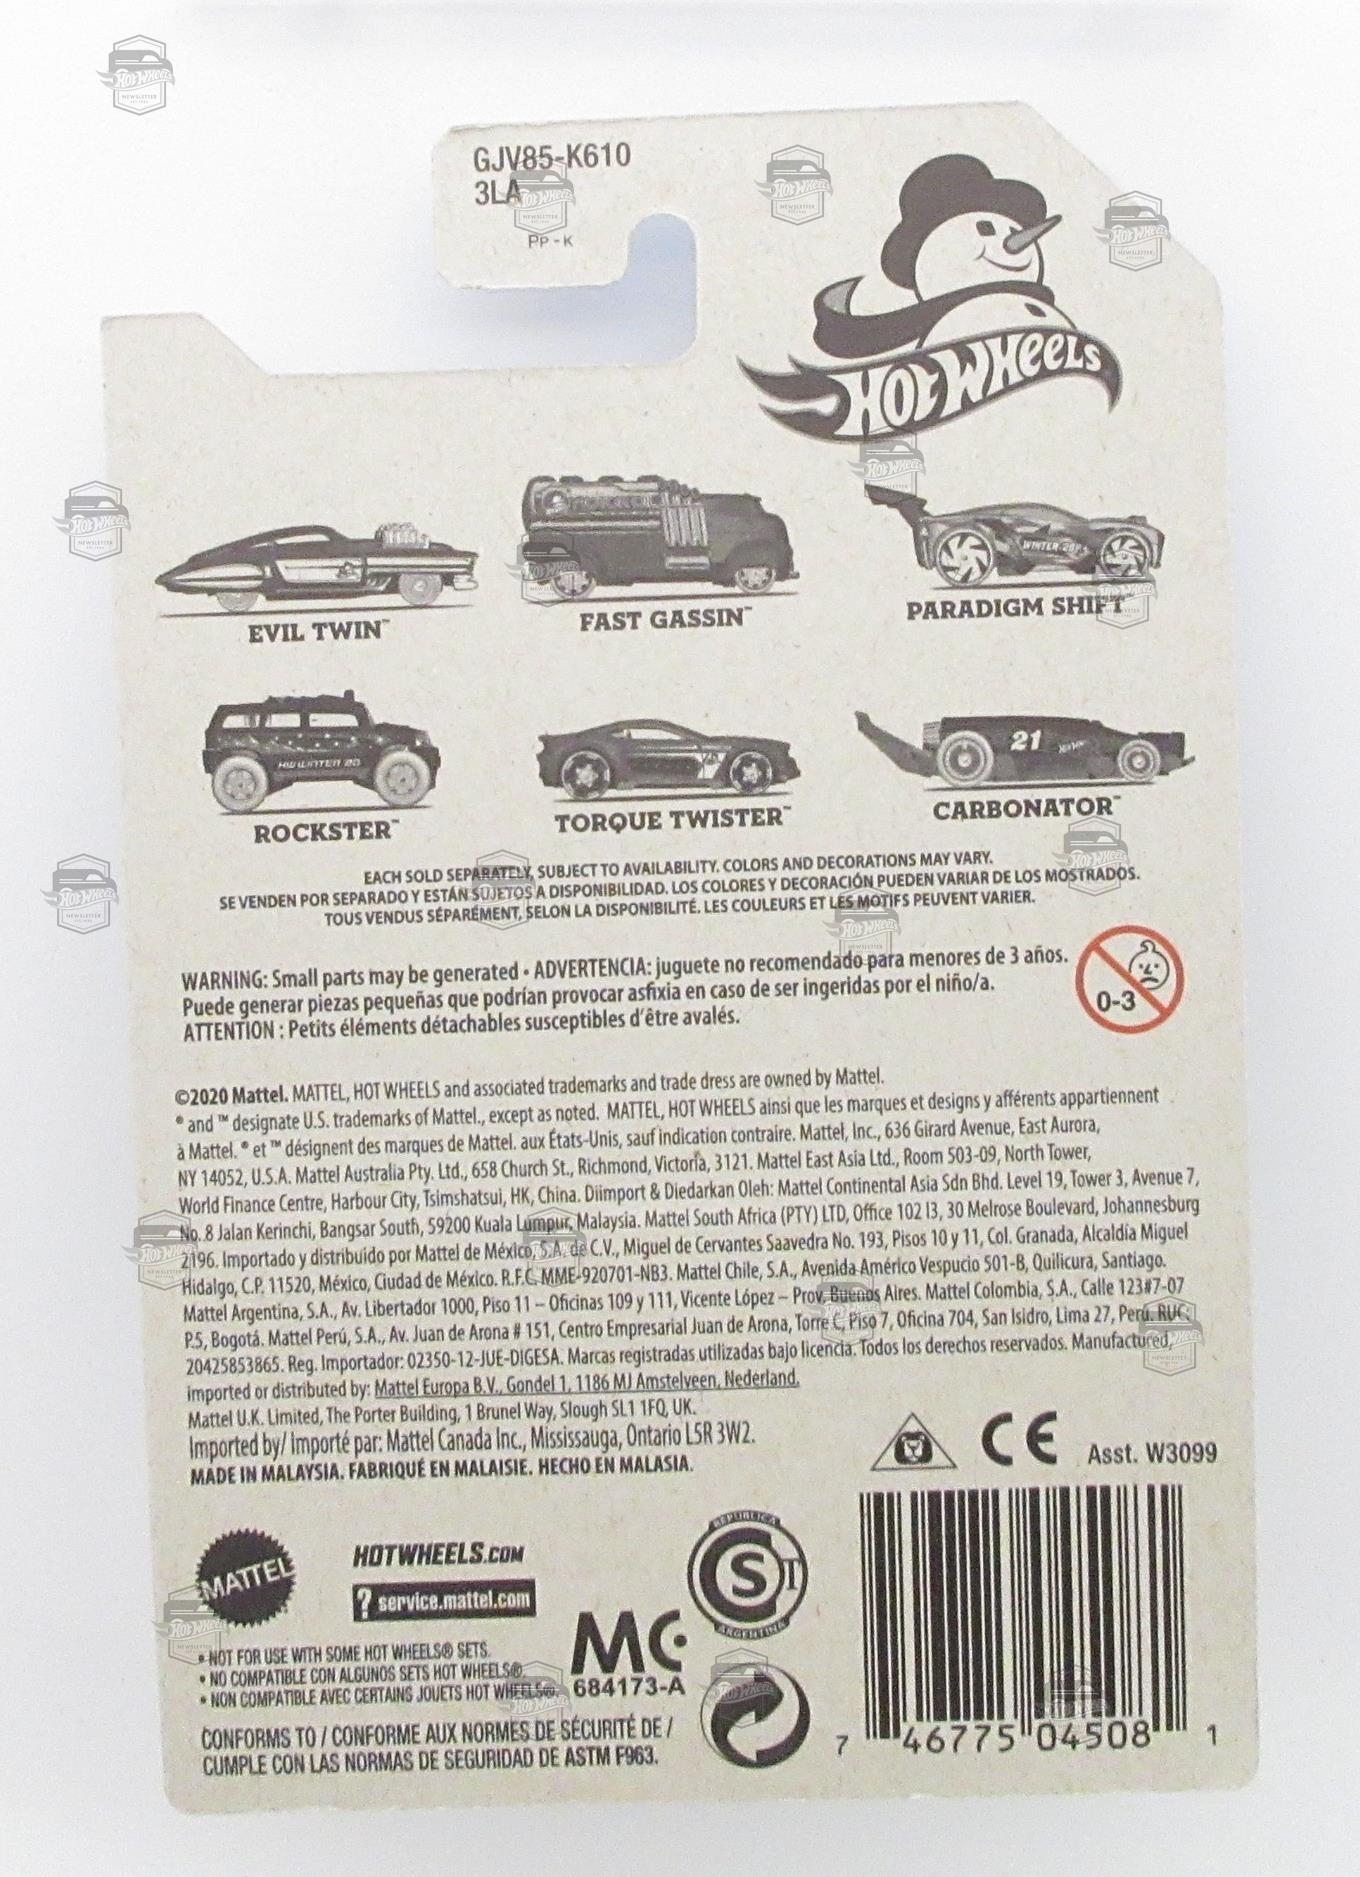 GJV85-K610
3LA
PP-K
HOT WHEELS
WINTER 20
EVIL TWIN™
FAST GASSIN™
PARADIGM SHIFT™
HW WINTER 20
21
ROCKSTER™
TORQUE TWISTER™
CARBONATOR™
EACH SOLD SEPARATELY, SUBJECT TO AVAILABILITY. COLORS AND DECORATIONS MAY VARY.
SE VENDEN POR SEPARADO Y ESTÁN SUJETOS A DISPONIBILIDAD. LOS COLORES Y DECORACIÓN PUEDEN VARIAR DE LOS MOSTRADOS.
TOUS VENDUS SÉPARÉMENT, SELON LA DISPONIBILITÉ. LES COULEURS ET LES MOTIFS PEUVENT VARIER.
WARNING: Small parts may be generated • ADVERTENCIA: juguete no recomendado para menores de 3 años.
Puede generar piezas pequeñas que podrían provocar asfixia en caso de ser ingeridas por el niño/a.
ATTENTION : Petits éléments détachables susceptibles d'être avalés.
0-3
©2020 Mattel. MATTEL, HOT WHEELS and associated trademarks and trade dress are owned by Mattel.
® and ™ designate U.S. trademarks of Mattel., except as noted. MATTEL, HOT WHEELS ainsi que les marques et designs y afférents appartiennent
à Mattel. ® et ™ désignent des marques de Mattel. aux États-Unis, sauf indication contraire. Mattel, Inc., 636 Girard Avenue, East Aurora,
NY 14052, U.S.A. Mattel Australia Pty. Ltd., 658 Church St., Richmond, Victoria, 3121. Mattel East Asia Ltd., Room 503-09, North Tower,
World Finance Centre, Harbour City, Tsimshatsui, HK, China. Diimport & Diedarkan Oleh: Mattel Continental Asia Sdn Bhd. Level 19, Tower 3, Avenue 7,
No. 8 Jalan Kerinchi, Bangsar South, 59200 Kuala Lumpur, Malaysia. Mattel South Africa (PTY) LTD, Office 102 I3, 30 Melrose Boulevard, Johannesburg
2196. Importado y distribuido por Mattel de México, S.A. de C.V., Miguel de Cervantes Saavedra No. 193, Pisos 10 y 11, Col. Granada, Alcaldía Miguel
Hidalgo, C.P. 11520, México, Ciudad de México. R.F.C. MME-920701-NB3. Mattel Chile, S.A., Avenida Américo Vespucio 501-B, Quilicura, Santiago.
Mattel Argentina, S.A., Av. Libertador 1000, Piso 11 – Oficinas 109 y 111, Vicente López – Prov. Buenos Aires. Mattel Colombia, S.A., Calle 123#7-07
P.5, Bogotá. Mattel Perú, S.A., Av. Juan de Arona # 151, Centro Empresarial Juan de Arona, Torre C, Piso 7, Oficina 704, San Isidro, Lima 27, Perú. RUC:
20425853865. Reg. Importador: 02350-12-JUE-DIGESA. Marcas registradas utilizadas bajo licencia. Todos los derechos reservados. Manufactured,
imported or distributed by: Mattel Europa B.V., Gondel 1, 1186 MJ Amstelveen, Nederland.
Mattel U.K. Limited, The Porter Building, 1 Brunel Way, Slough SL1 1FQ, UK.
Imported by/ Importé par: Mattel Canada Inc., Mississauga, Ontario L5R 3W2.
MADE IN MALAYSIA. FABRIQUÉ EN MALAISIE. HECHO EN MALASIA.
CE Asst. W3099
MATTEL
HOTWHEELS.COM
? service.mattel.com
REPUBLICA
S T
ARGENTINA
• NOT FOR USE WITH SOME HOT WHEELS® SETS.
• NO COMPATIBLE CON ALGUNOS SETS HOT WHEELS®.
• NON COMPATIBLE AVEC CERTAINS JOUETS HOT WHEELS®.
MC
684173-A
CONFORMS TO / CONFORME AUX NORMES DE SÉCURITÉ DE /
CUMPLE CON LAS NORMAS DE SEGURIDAD DE ASTM F963.
7 46775 04508 1
HOT WHEELS
NEWSLETTER